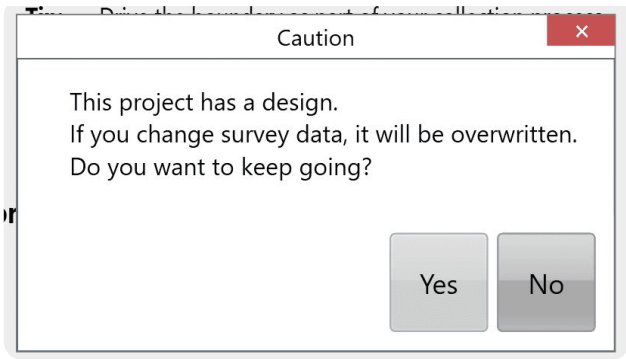 Caution
This project has a design.
If you change survey data, it will be overwritten.
Do you want to keep going?
Yes
No